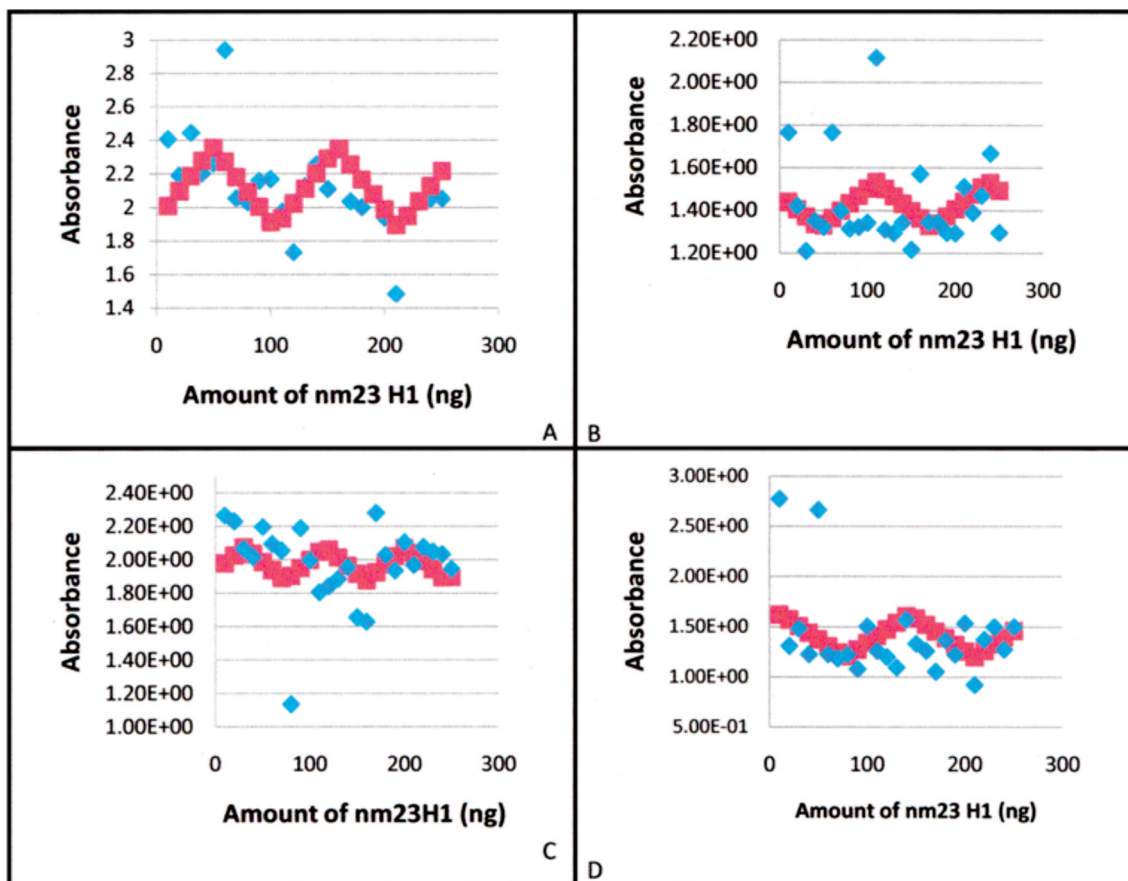 3
2.8
2.6
2.4
2.2
2
1.8
1.6
1.4
Absorbance
0 100 200 300
Amount of nm23 H1 (ng)
A
2.20E+00
2.00E+00
1.80E+00
1.60E+00
1.40E+00
1.20E+00
Absorbance
0 100 200 300
Amount of nm23 H1 (ng)
B
2.40E+00
2.20E+00
2.00E+00
1.80E+00
1.60E+00
1.40E+00
1.20E+00
1.00E+00
Absorbance
0 100 200 300
Amount of nm23H1 (ng)
C
3.00E+00
2.50E+00
2.00E+00
1.50E+00
1.00E+00
5.00E-01
Absorbance
0 100 200 300
Amount of nm23 H1 (ng)
D